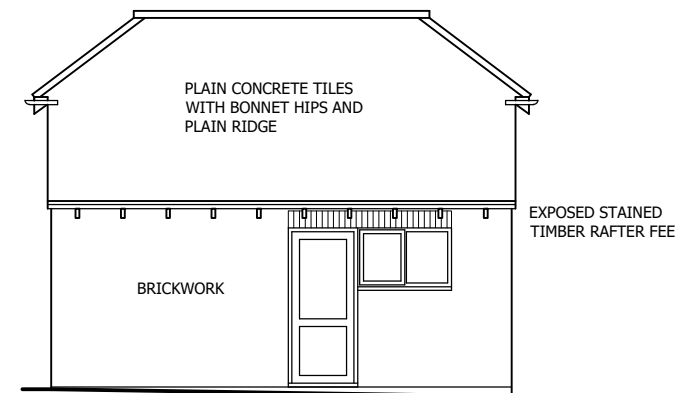 PLAIN CONCRETE TILES
WITH BONNET HIPS AND
PLAIN RIDGE
EXPOSED STAINED
TIMBER RAFTER FEE
BRICKWORK